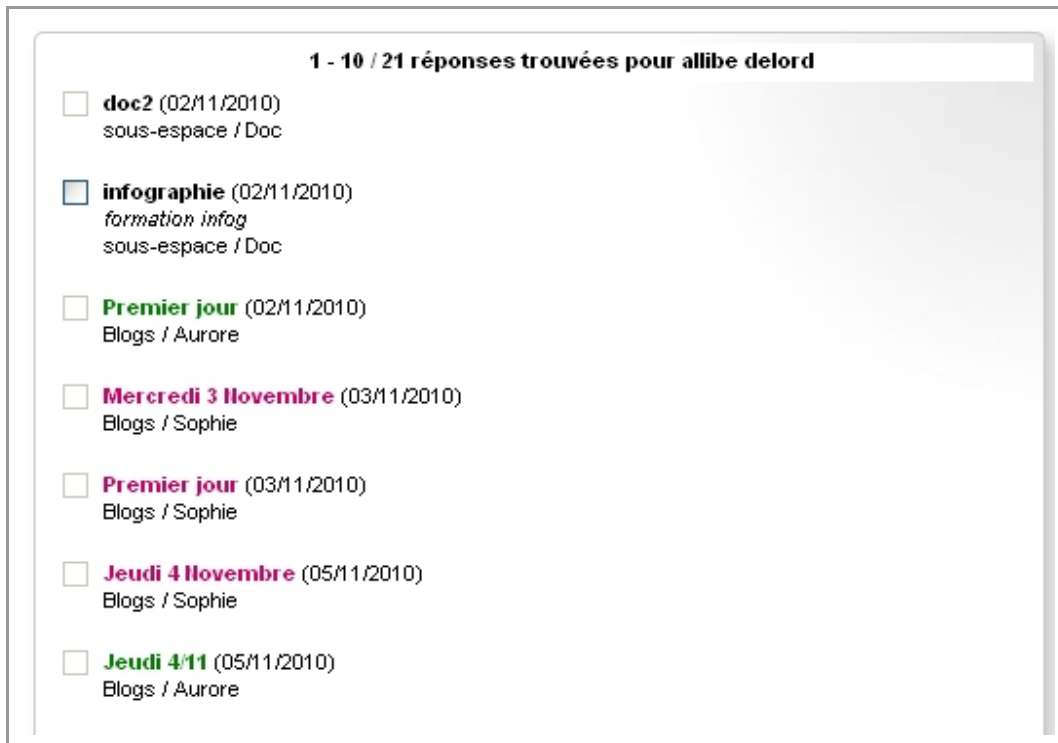 1 - 10 / 21 réponses trouvées pour allibe delord
doc2 (02/11/2010)
sous-espace / Doc
infographie (02/11/2010)
formation infog
sous-espace / Doc
Premier jour (02/11/2010)
Blogs / Aurore
Mercredi 3 Novembre (03/11/2010)
Blogs / Sophie
Premier jour (03/11/2010)
Blogs / Sophie
Jeudi 4 Novembre (05/11/2010)
Blogs / Sophie
Jeudi 4/11 (05/11/2010)
Blogs / Aurore